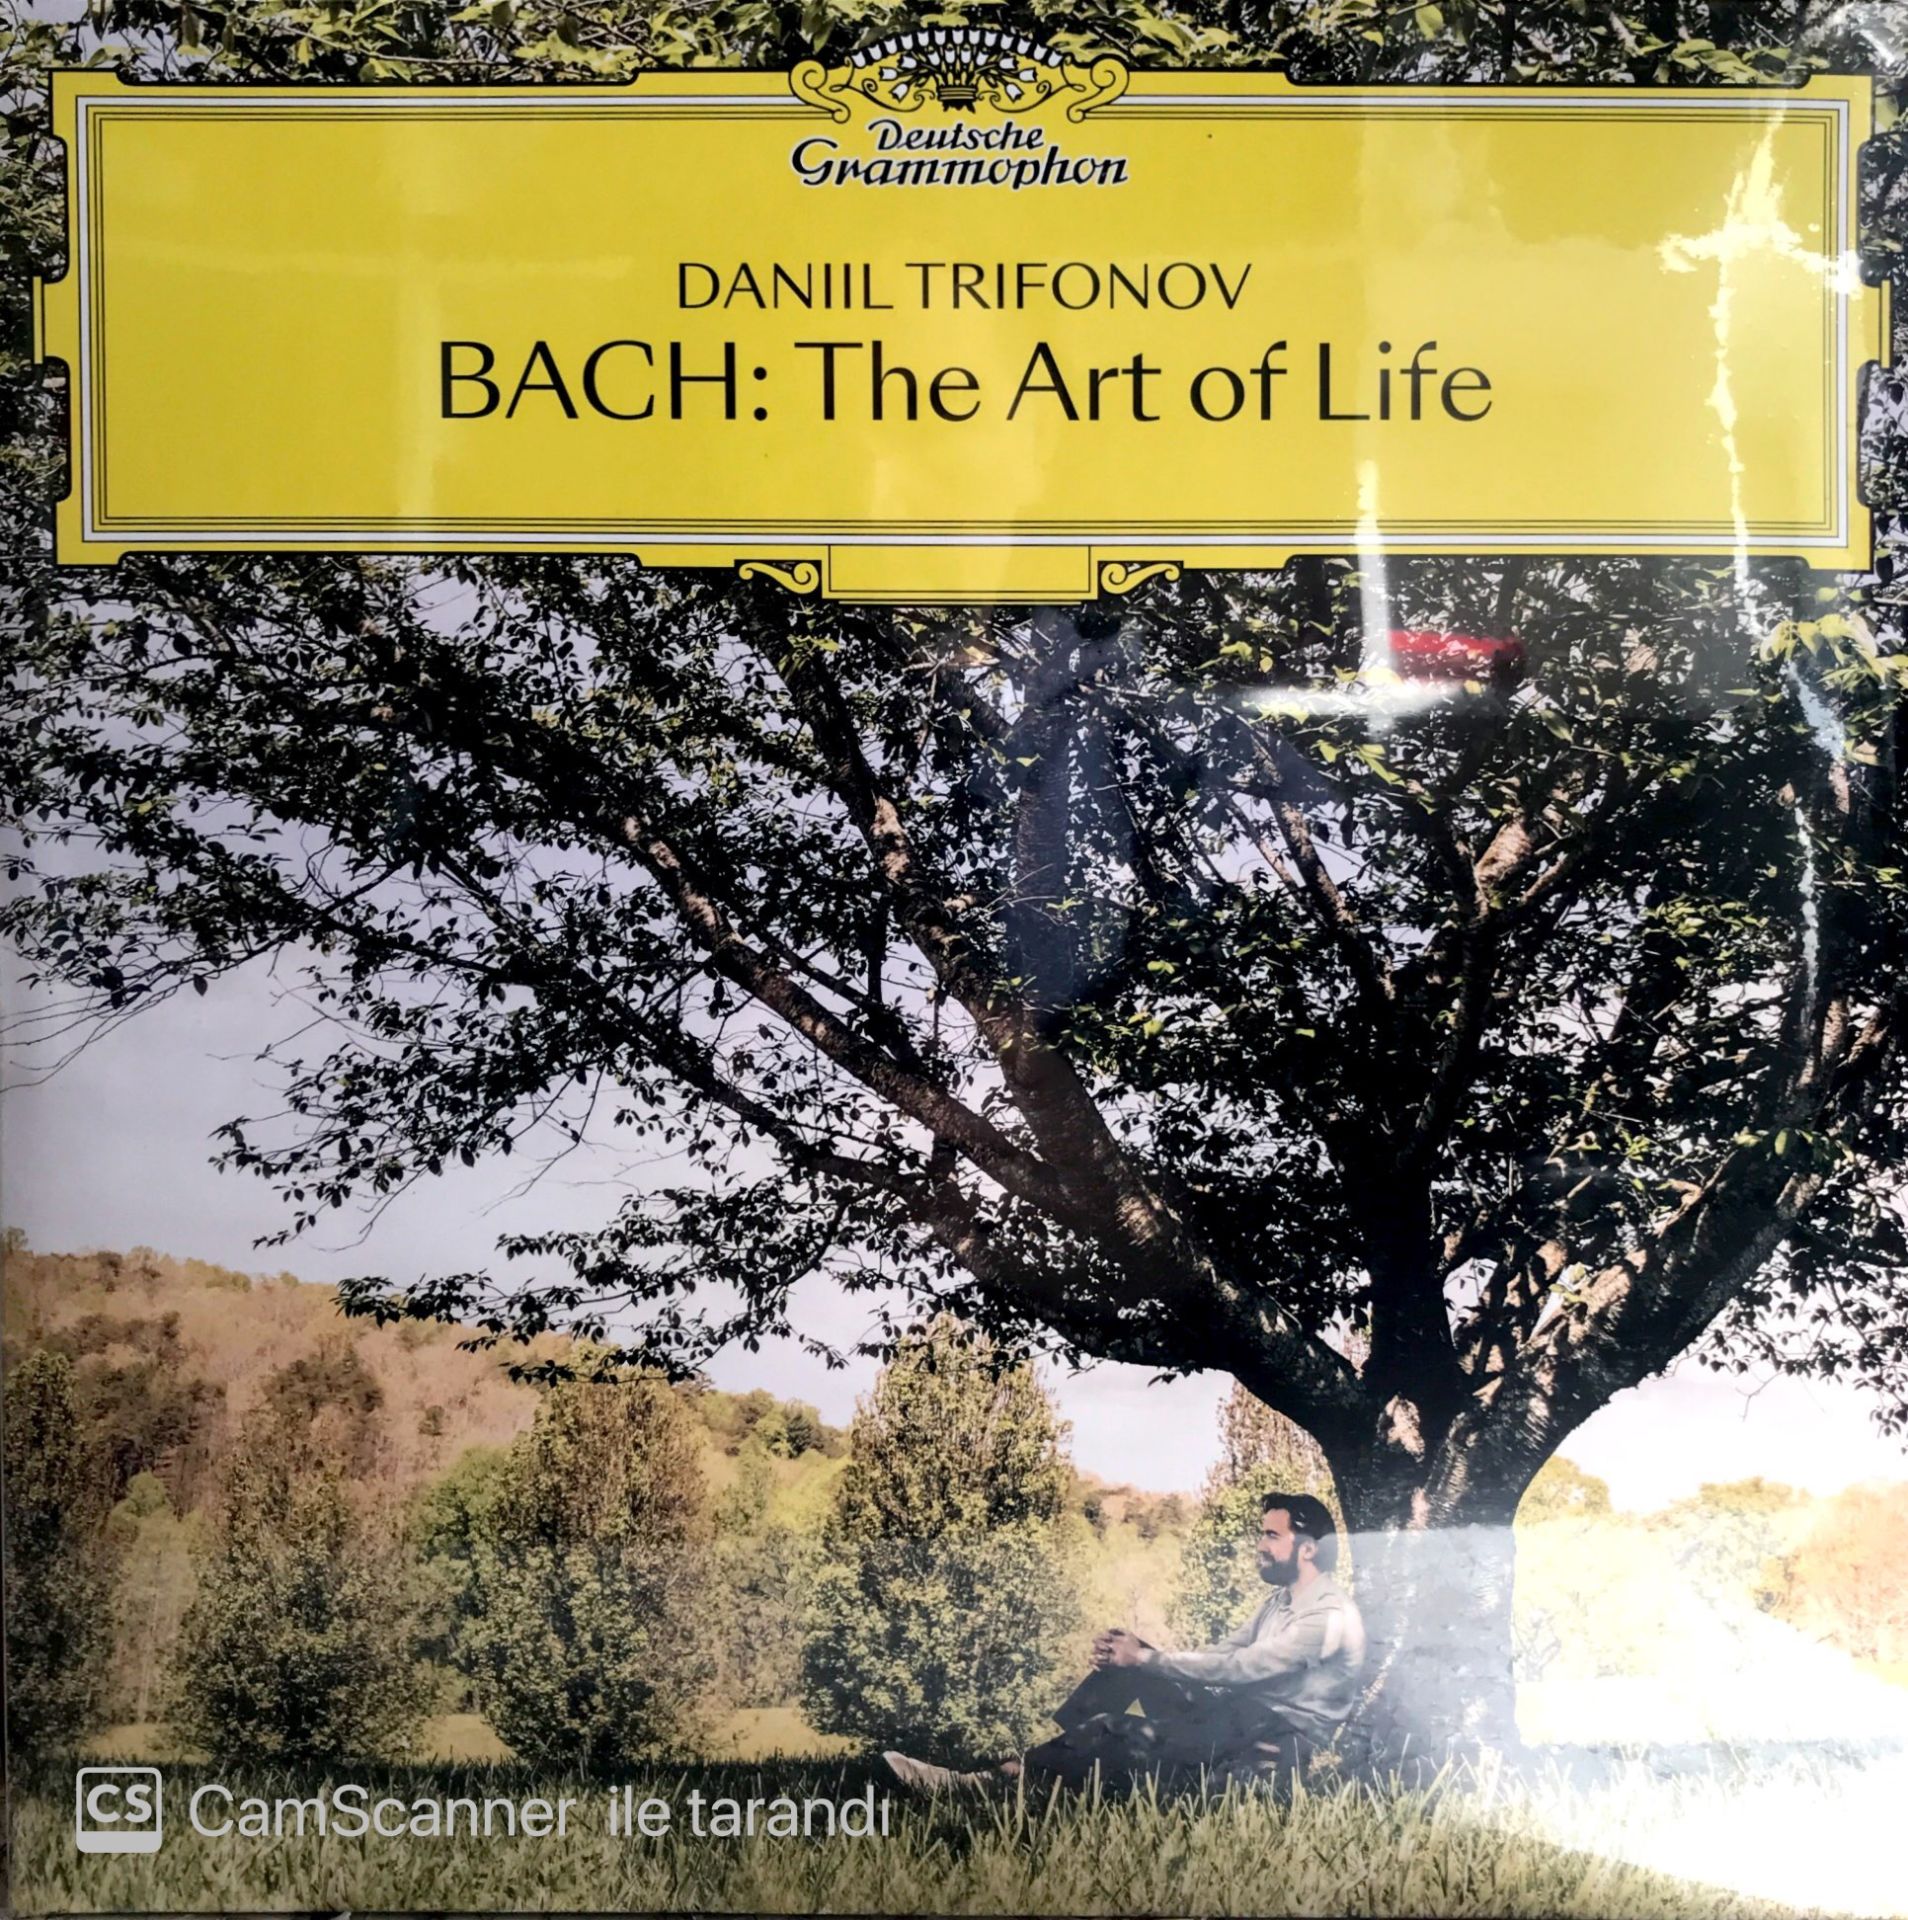 Deutsche
Grammophon
DANIIL TRIFONOV
BACH: The Art of Life
CS CamScanner ile tarandı